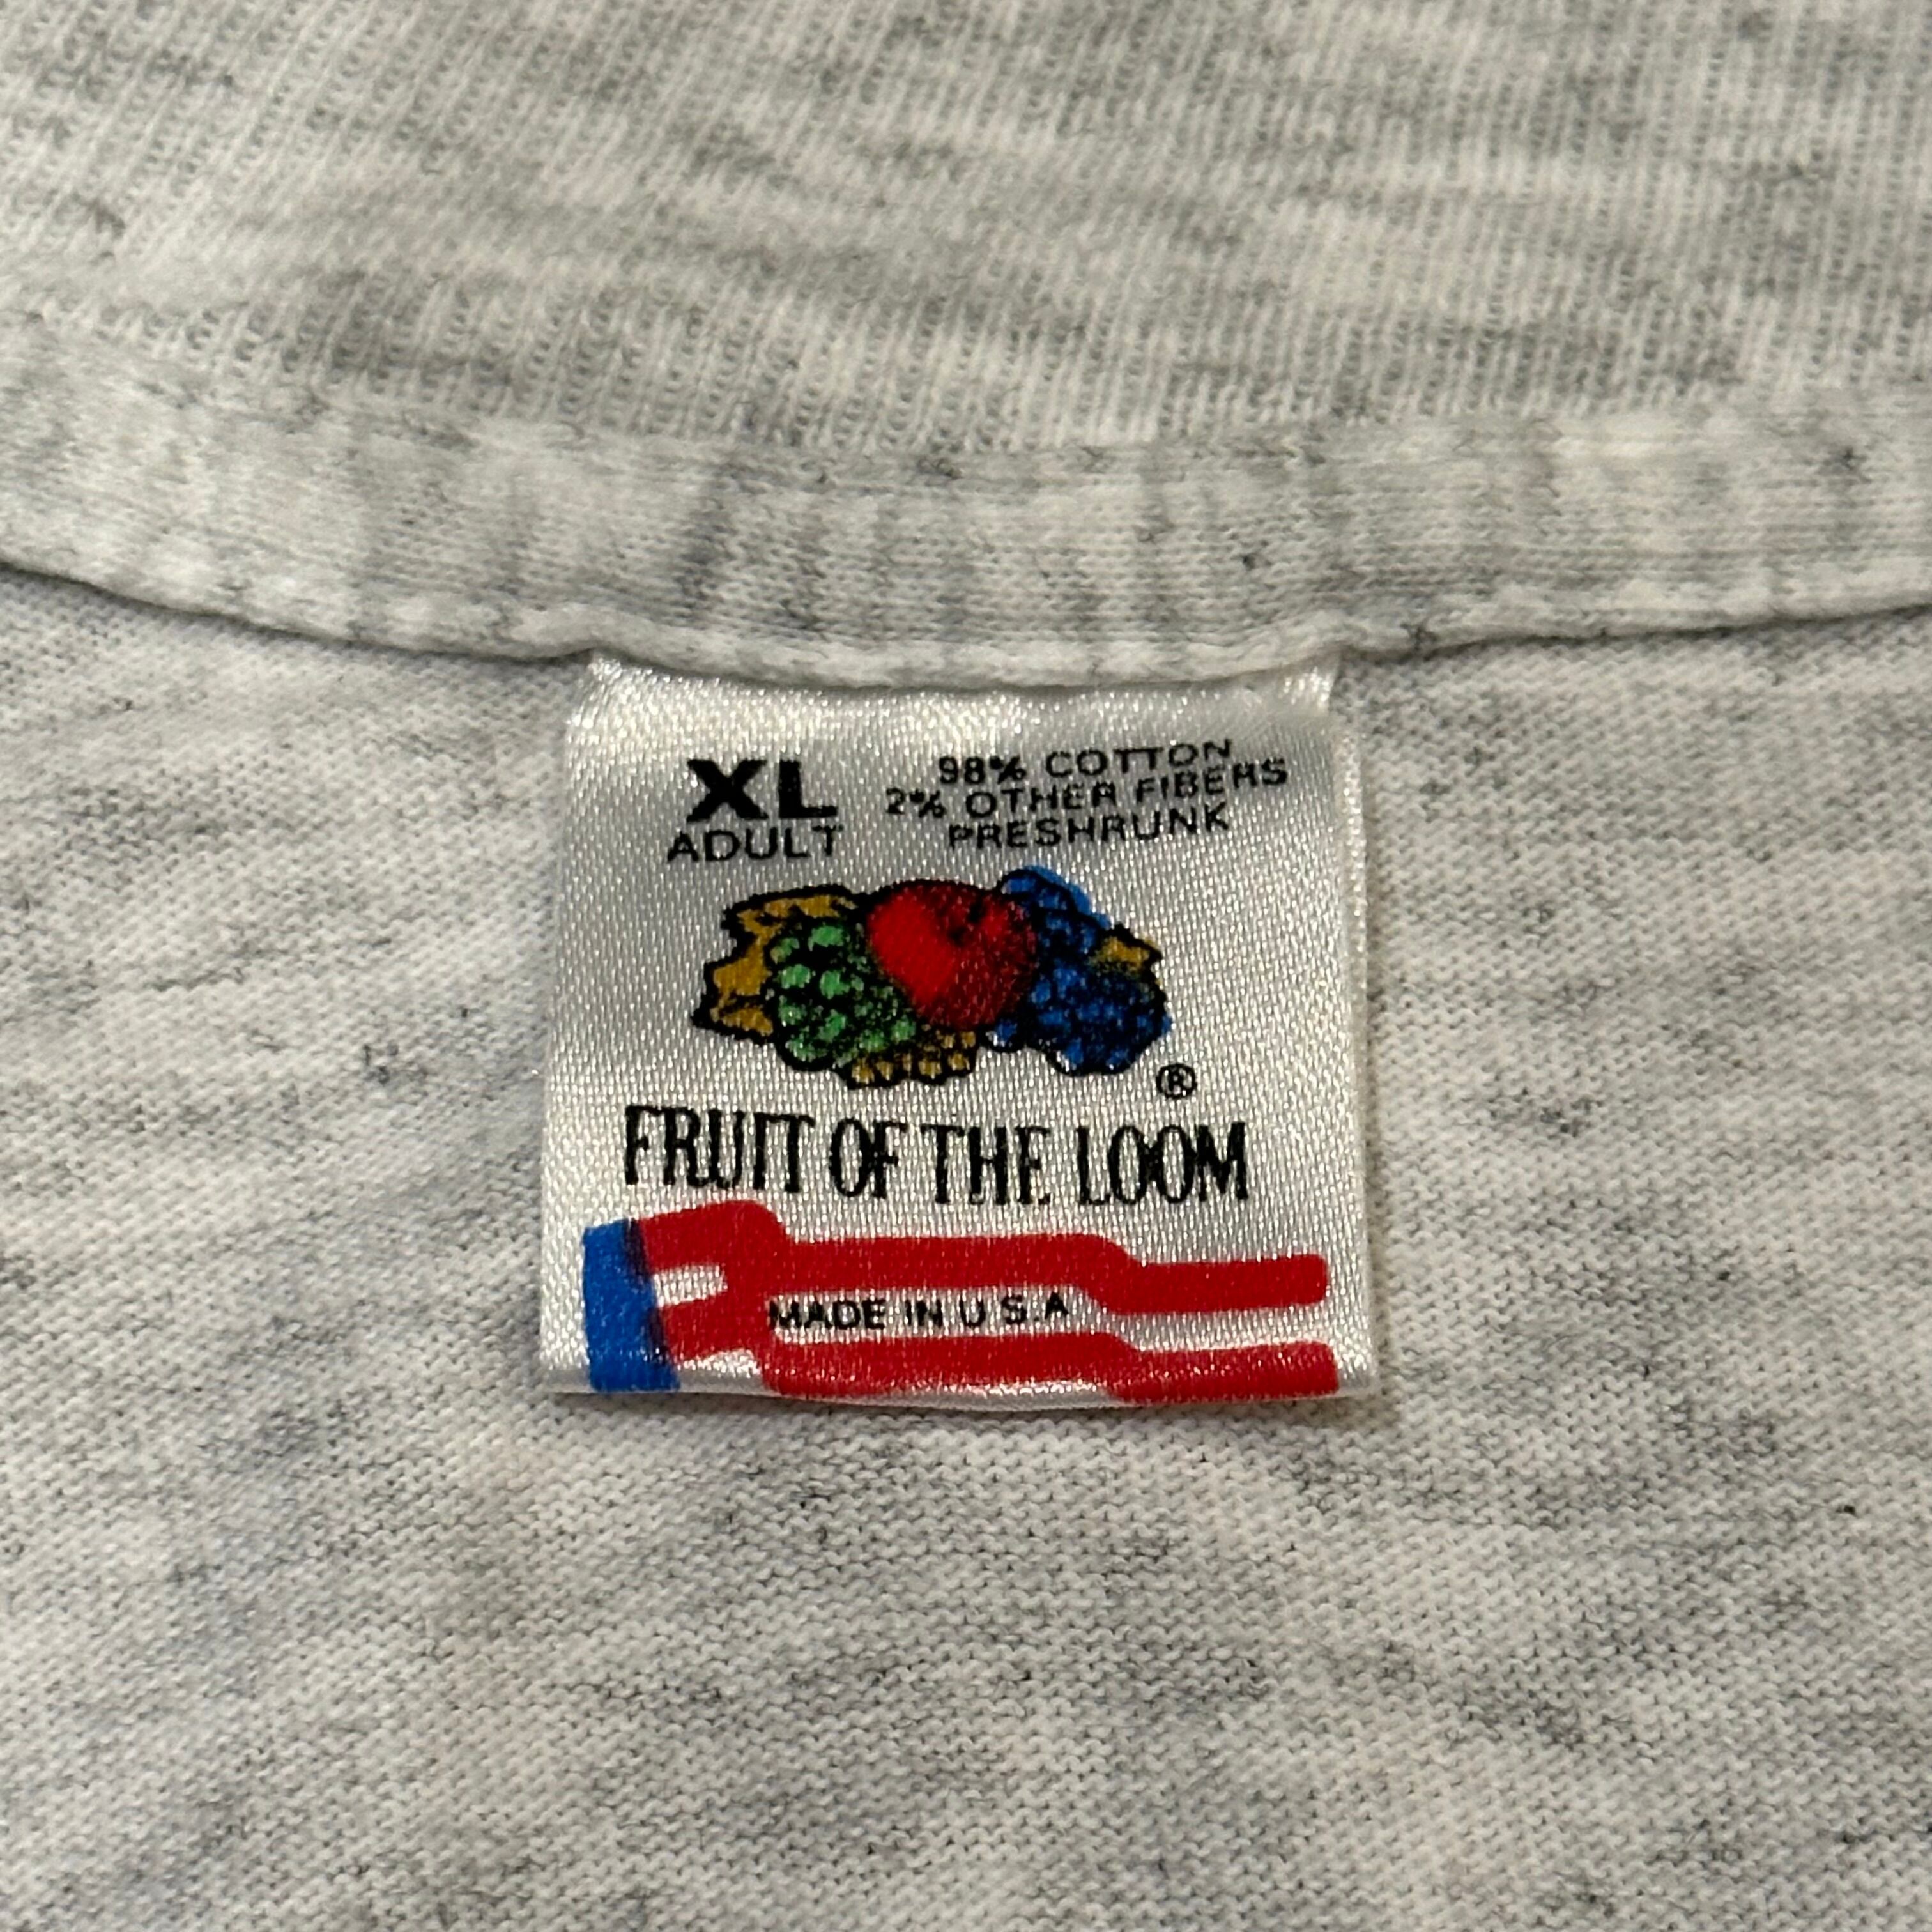 XL
ADULT
98% COTTON
2% OTHER FIBERS
PRESHRUNK
®
FRUIT OF THE LOOM
MADE IN U.S.A